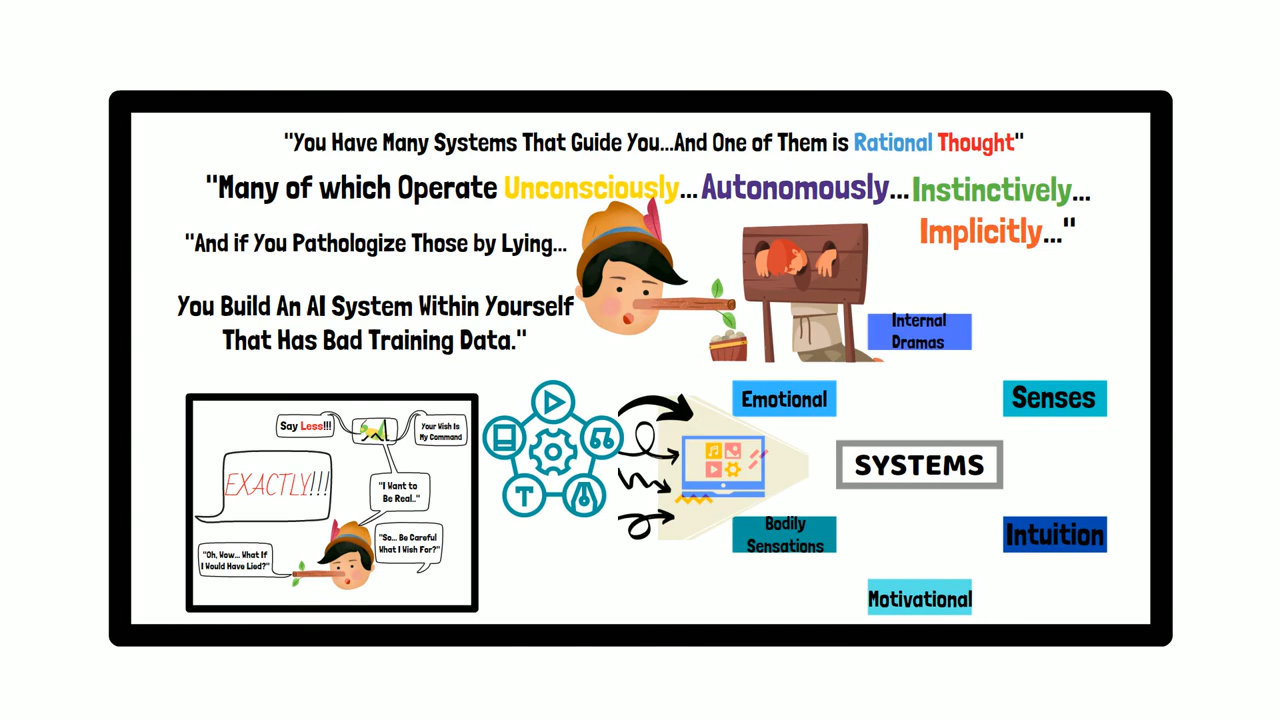 "You Have Many Systems That Guide You...And One of Them is Rational Thought"
"Many of which Operate Unconsciously...Autonomously...Instinctively...
Implicitly..."
"And if You Pathologize Those by Lying...
You Build An AI System Within Yourself
That Has Bad Training Data."
Internal
Dramas
Emotional
Senses
SYSTEMS
Bodily
Sensations
Intuition
Motivational
Say Less!!!
Your Wish Is
My Command
EXACTLY!!!
"I Want to
Be Real.."
"So... Be Careful
What I Wish For?"
"Oh, Wow... What If
I Would Have Lied?"
T